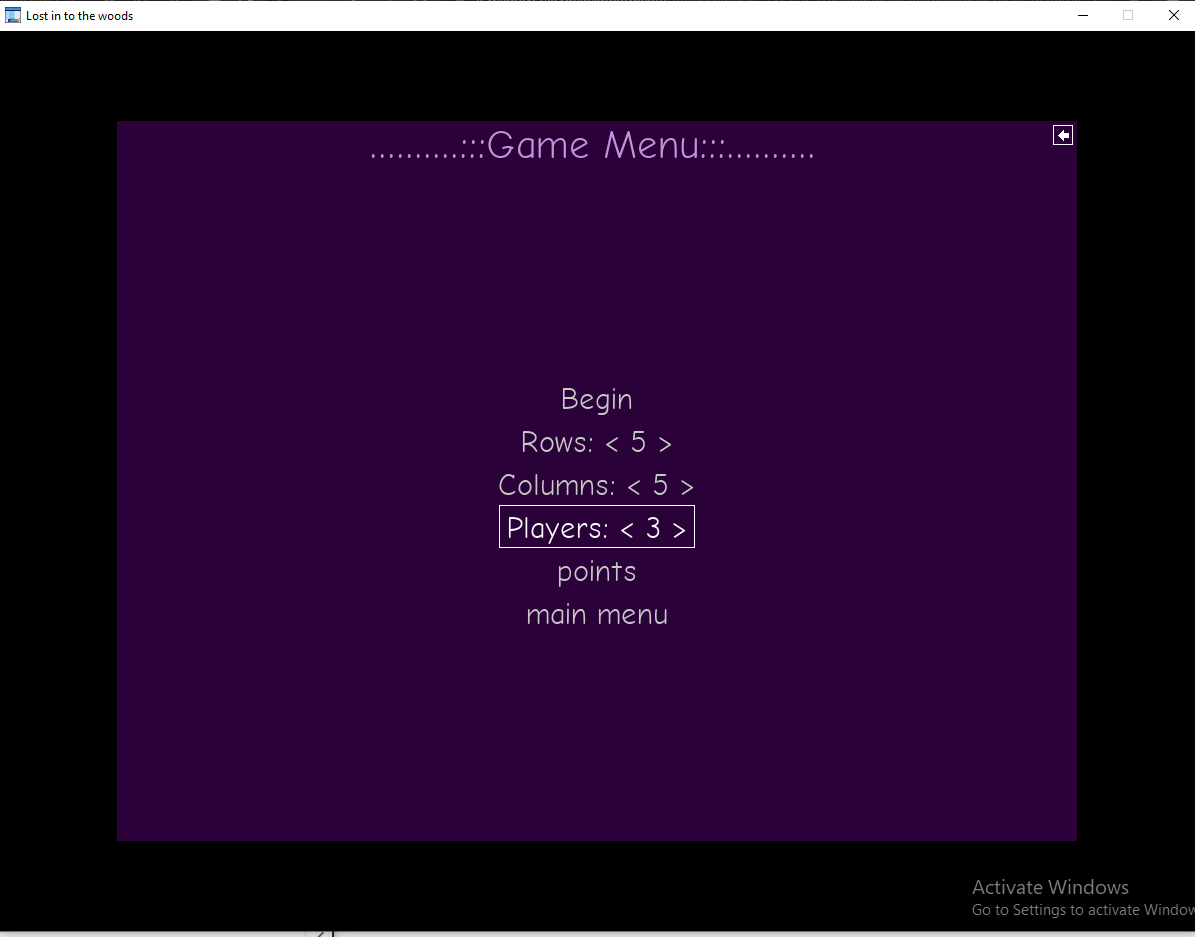 Lost in to the woods
..........:::Game Menu:::..........
Begin
Rows: < 5 >
Columns: < 5 >
Players: < 3 >
points
main menu
Activate Windows
Go to Settings to activate Window